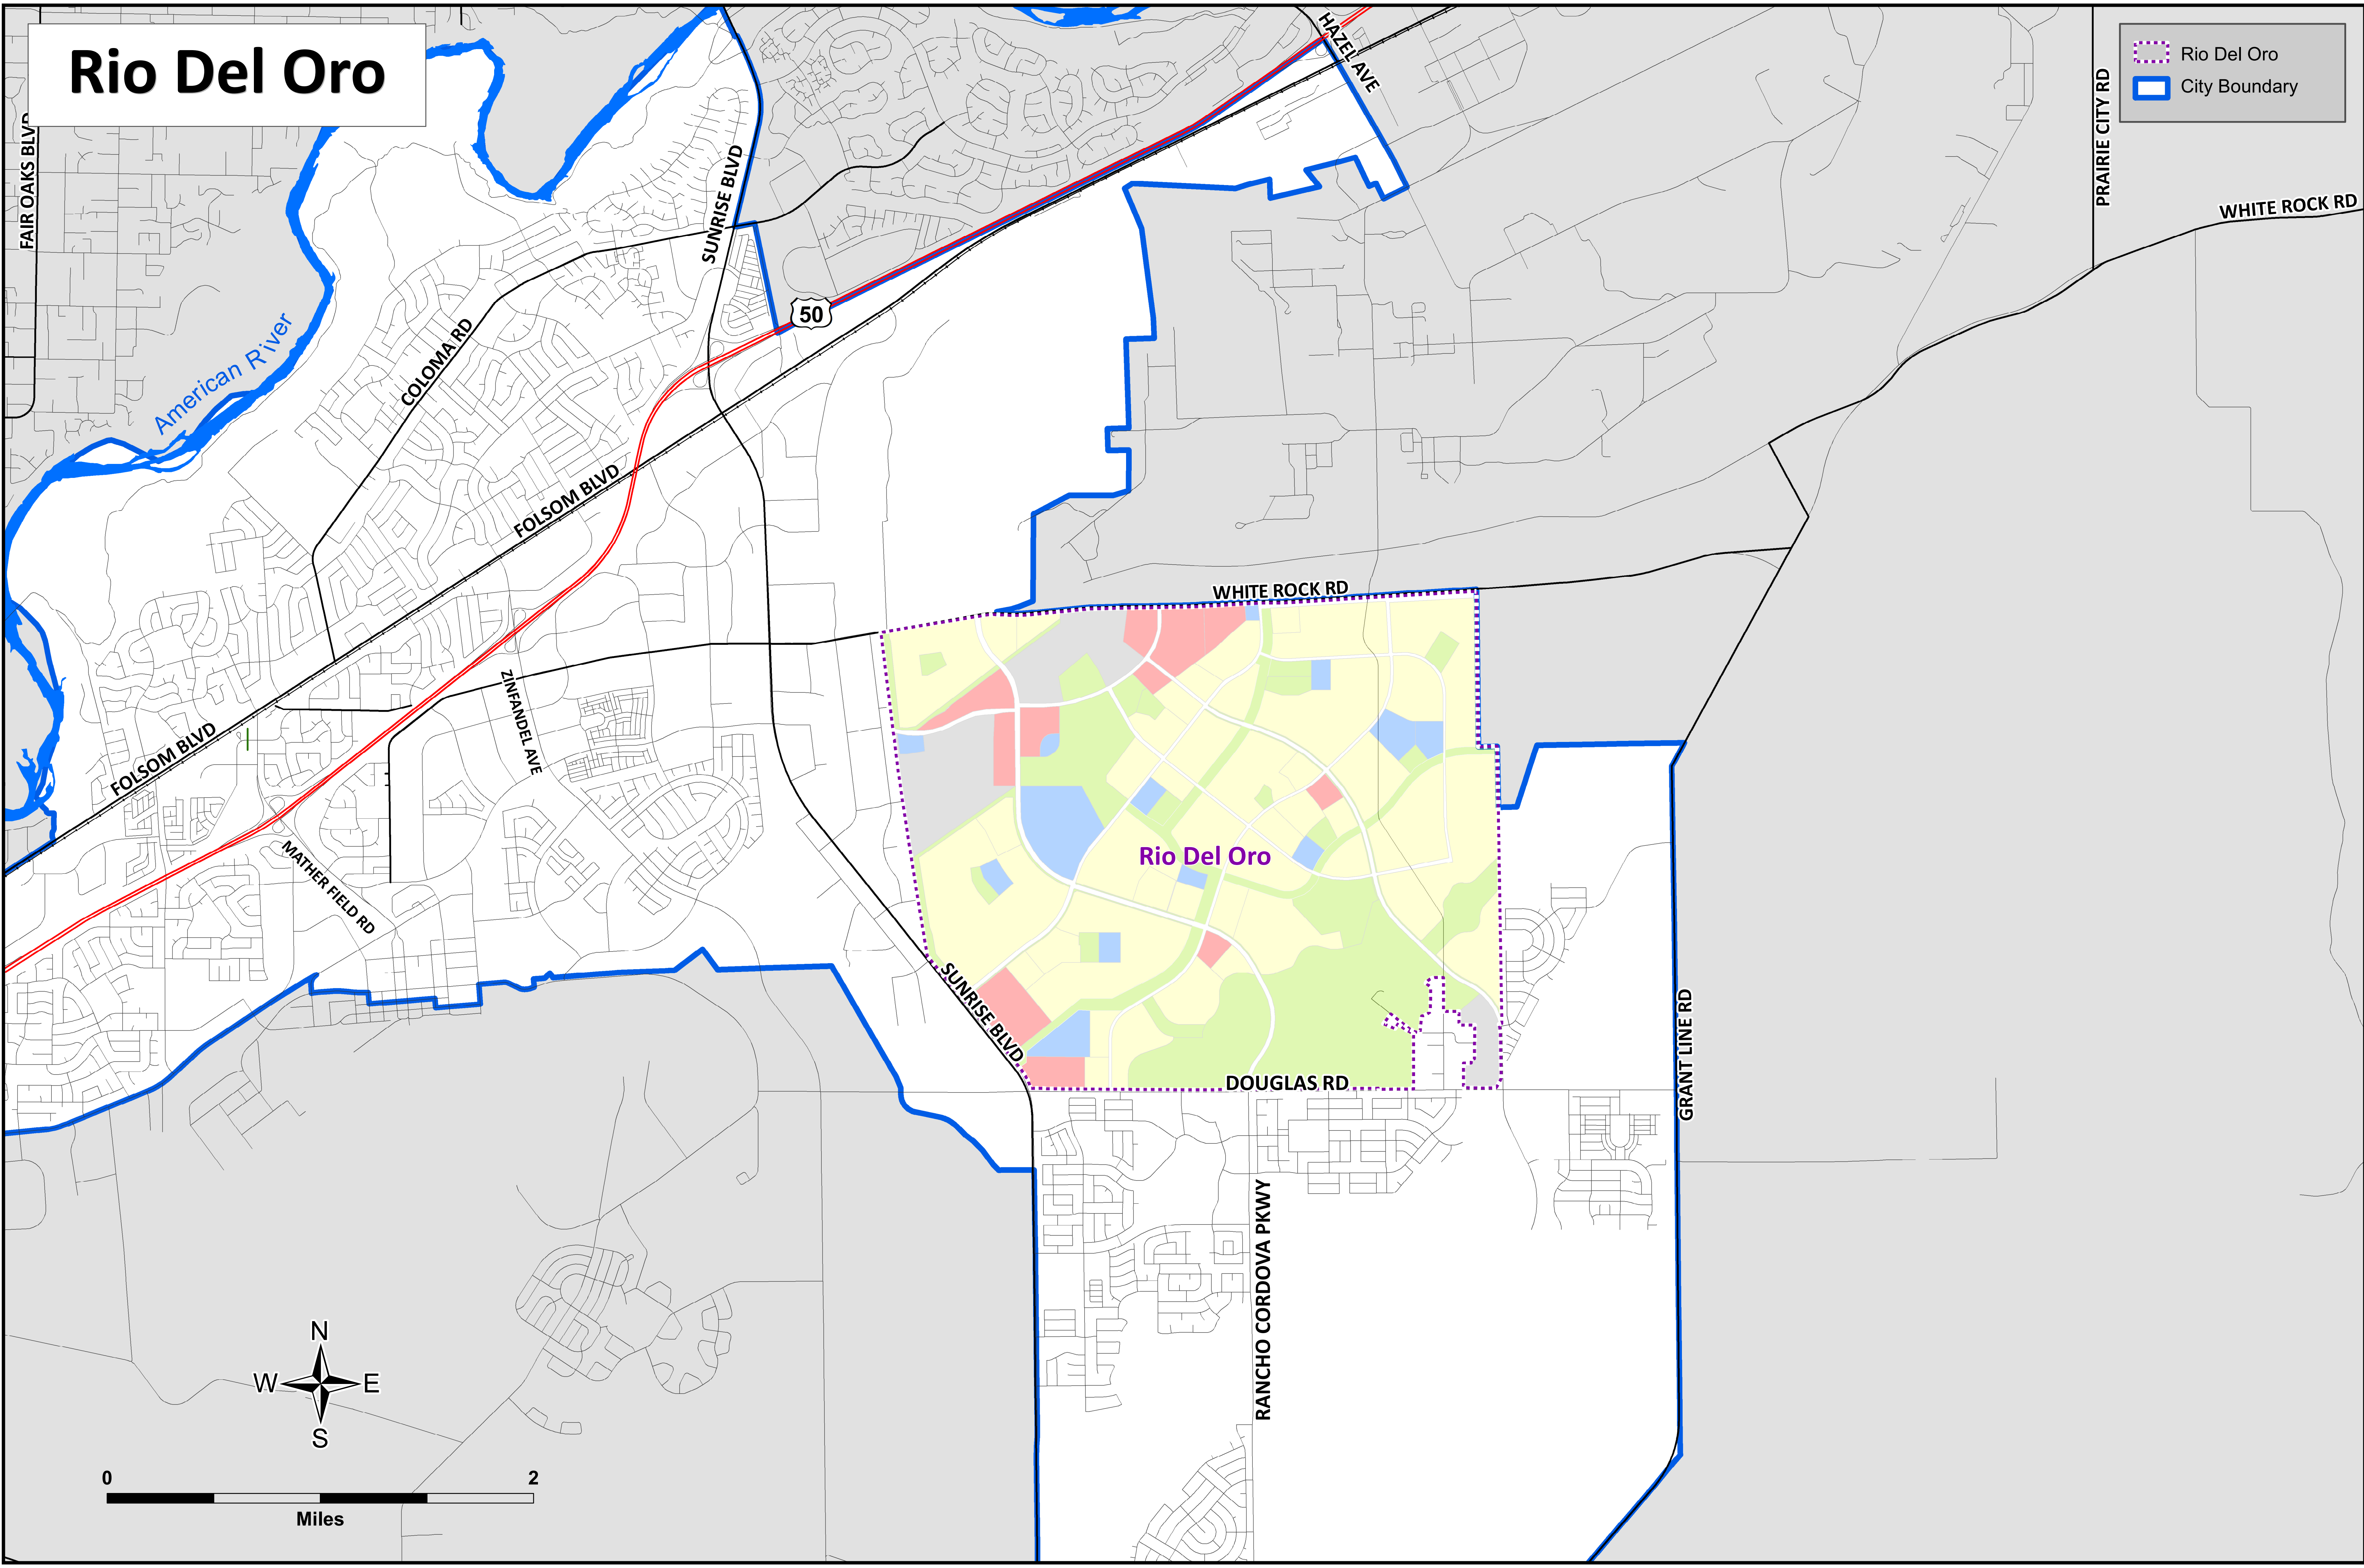 Rio Del Oro
Rio Del Oro
City Boundary
HAZEL AVE
PRAIRIE CITY RD
FAIR OAKS BLVD
SUNRISE BLVD
WHITE ROCK RD
50
American River
COLOMA RD
FOLSOM BLVD
WHITE ROCK RD
ZINFANDEL AVE
FOLSOM BLVD
MATHER FIELD RD
Rio Del Oro
SUNRISE BLVD
DOUGLAS RD
GRANT LINE RD
RANCHO CORDOVA PKWY
N
W E
S
0 2
Miles